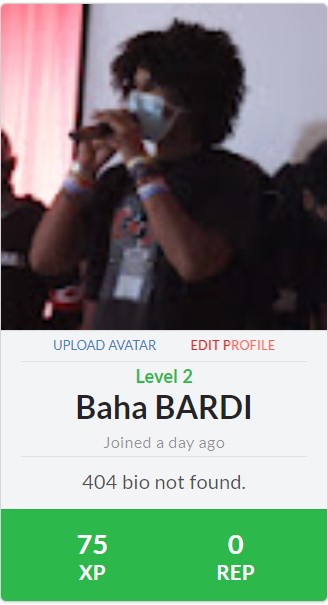 UPLOAD AVATAR EDIT PROFILE
Level 2
Baha BARDI
Joined a day ago
404 bio not found.
75 0
XP REP